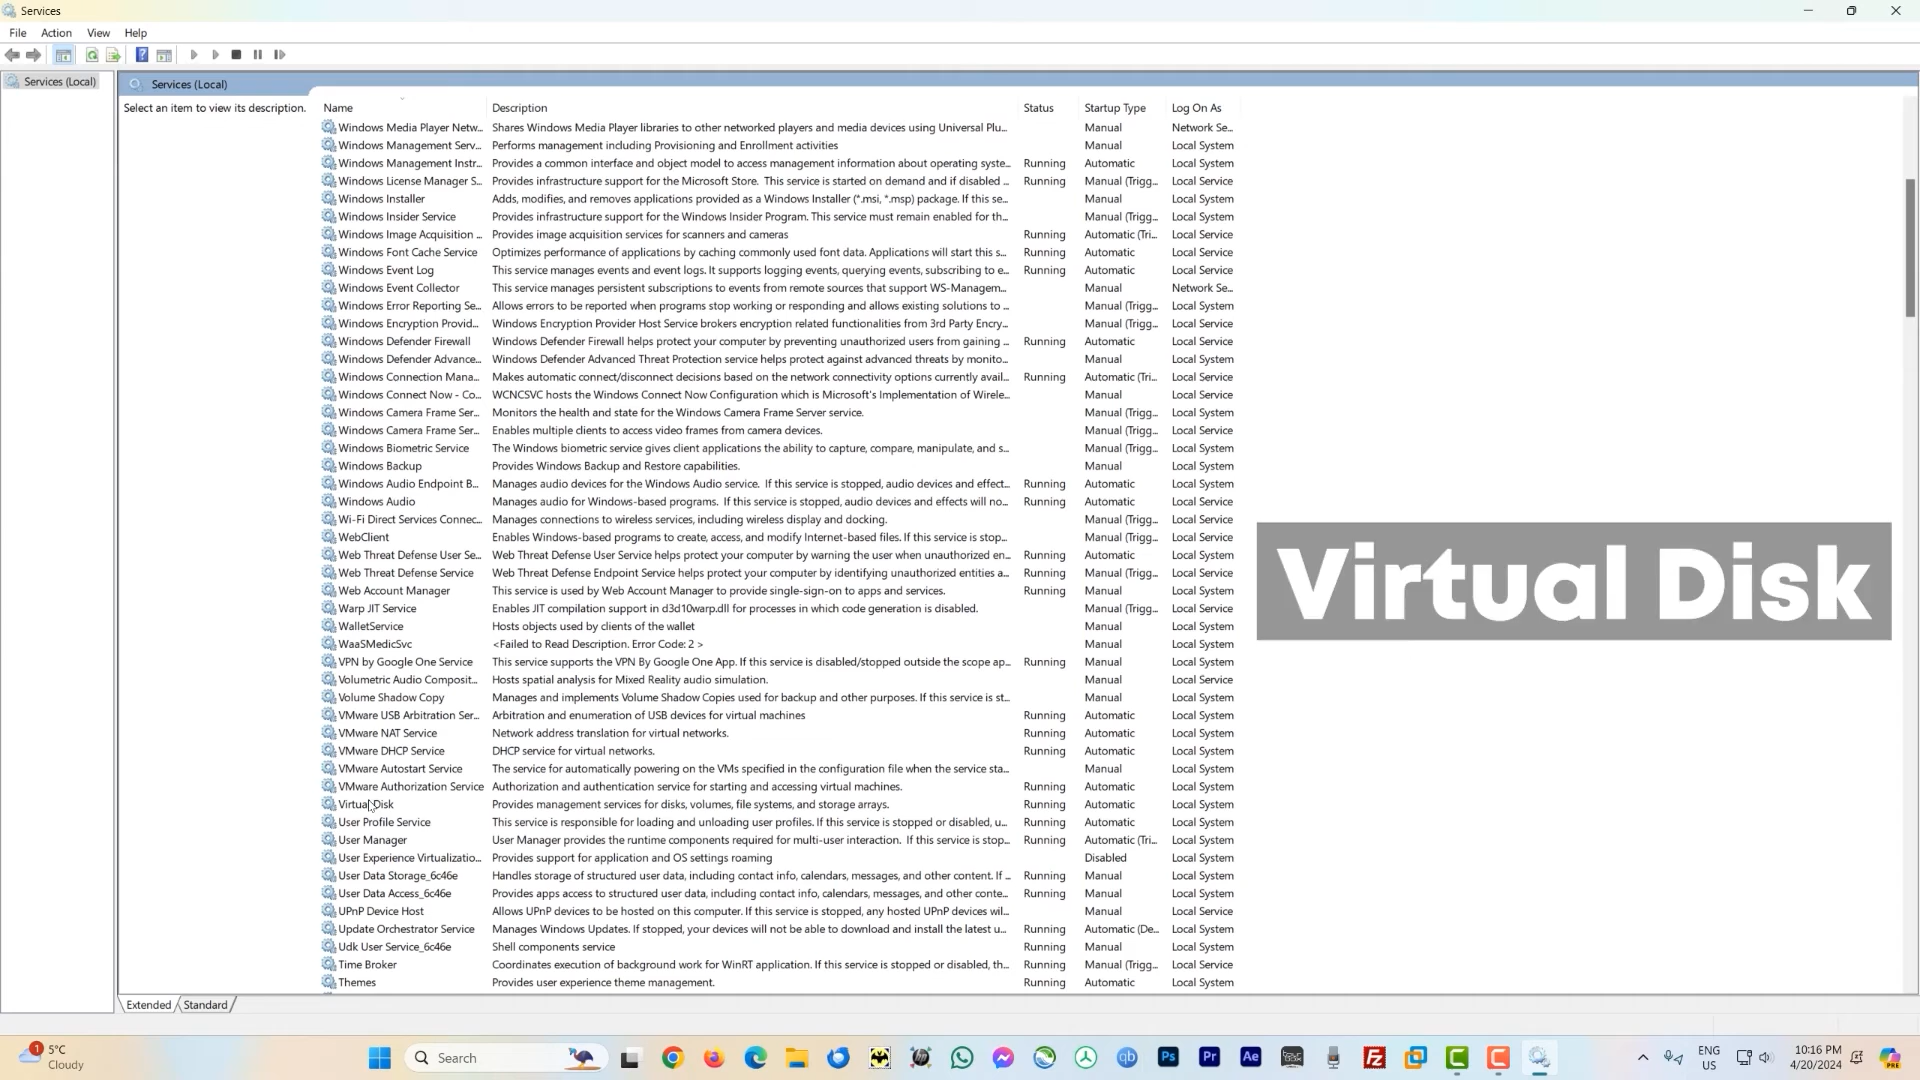 Services
File Action View Help
Services (Local)
Services (Local)
Select an item to view its description.
Name Description Status Startup Type Log On As
Windows Media Player Netw... Shares Windows Media Player libraries to other networked players and media devices using Universal Plu... Manual Network Se...
Windows Management Serv... Performs management including Provisioning and Enrollment activities Manual Local System
Windows Management Instr... Provides a common interface and object model to access management information about operating syste... Running Automatic Local System
Windows License Manager S... Provides infrastructure support for the Microsoft Store. This service is started on demand and if disabled ... Running Manual (Trigg... Local Service
Windows Installer Adds, modifies, and removes applications provided as a Windows Installer (*.msi, *.msp) package. If this se... Manual Local System
Windows Insider Service Provides infrastructure support for the Windows Insider Program. This service must remain enabled for th... Manual (Trigg... Local System
Windows Image Acquisition ... Provides image acquisition services for scanners and cameras Running Automatic (Tri... Local Service
Windows Font Cache Service Optimizes performance of applications by caching commonly used font data. Applications will start this s... Running Automatic Local Service
Windows Event Log This service manages events and event logs. It supports logging events, querying events, subscribing to e... Running Automatic Local Service
Windows Event Collector This service manages persistent subscriptions to events from remote sources that support WS-Managem... Manual Network Se...
Windows Error Reporting Se... Allows errors to be reported when programs stop working or responding and allows existing solutions to ... Manual (Trigg... Local System
Windows Encryption Provid... Windows Encryption Provider Host Service brokers encryption related functionalities from 3rd Party Encry... Manual (Trigg... Local Service
Windows Defender Firewall Windows Defender Firewall helps protect your computer by preventing unauthorized users from gaining ... Running Automatic Local Service
Windows Defender Advance... Windows Defender Advanced Threat Protection service helps protect against advanced threats by monito... Manual Local System
Windows Connection Mana... Makes automatic connect/disconnect decisions based on the network connectivity options currently avail... Running Automatic (Tri... Local Service
Windows Connect Now - Co... WCNCSVC hosts the Windows Connect Now Configuration which is Microsoft's Implementation of Wirele... Manual Local Service
Windows Camera Frame Ser... Monitors the health and state for the Windows Camera Frame Server service. Manual (Trigg... Local System
Windows Camera Frame Ser... Enables multiple clients to access video frames from camera devices. Manual (Trigg... Local Service
Windows Biometric Service The Windows biometric service gives client applications the ability to capture, compare, manipulate, and s... Manual (Trigg... Local System
Windows Backup Provides Windows Backup and Restore capabilities. Manual Local System
Windows Audio Endpoint B... Manages audio devices for the Windows Audio service. If this service is stopped, audio devices and effect... Running Automatic Local System
Windows Audio Manages audio for Windows-based programs. If this service is stopped, audio devices and effects will no... Running Automatic Local Service
Wi-Fi Direct Services Connec... Manages connections to wireless services, including wireless display and docking. Manual (Trigg... Local Service
WebClient Enables Windows-based programs to create, access, and modify Internet-based files. If this service is stop... Manual (Trigg... Local Service
Web Threat Defense User Se... Web Threat Defense User Service helps protect your computer by warning the user when unauthorized en... Running Automatic Local System
Web Threat Defense Service Web Threat Defense Endpoint Service helps protect your computer by identifying unauthorized entities a... Running Manual (Trigg... Local Service
Web Account Manager This service is used by Web Account Manager to provide single-sign-on to apps and services. Running Manual Local System
Warp JIT Service Enables JIT compilation support in d3d10warp.dll for processes in which code generation is disabled. Manual (Trigg... Local Service
WalletService Hosts objects used by clients of the wallet Manual Local System
WaaSMedicSvc <Failed to Read Description. Error Code: 2 > Manual Local System
VPN by Google One Service This service supports the VPN By Google One App. If this service is disabled/stopped outside the scope ap... Running Manual Local System
Volumetric Audio Composit... Hosts spatial analysis for Mixed Reality audio simulation. Manual Local Service
Volume Shadow Copy Manages and implements Volume Shadow Copies used for backup and other purposes. If this service is st... Manual Local System
VMware USB Arbitration Ser... Arbitration and enumeration of USB devices for virtual machines Running Automatic Local System
VMware NAT Service Network address translation for virtual networks. Running Automatic Local System
VMware DHCP Service DHCP service for virtual networks. Running Automatic Local System
VMware Autostart Service The service for automatically powering on the VMs specified in the configuration file when the service sta... Manual Local System
VMware Authorization Service Authorization and authentication service for starting and accessing virtual machines. Running Automatic Local System
Virtual Disk Provides management services for disks, volumes, file systems, and storage arrays. Running Automatic Local System
User Profile Service This service is responsible for loading and unloading user profiles. If this service is stopped or disabled, u... Running Automatic Local System
User Manager User Manager provides the runtime components required for multi-user interaction. If this service is stop... Running Automatic (Tri... Local System
User Experience Virtualizatio... Provides support for application and OS settings roaming Disabled Local System
User Data Storage_6c46e Handles storage of structured user data, including contact info, calendars, messages, and other content. If ... Running Manual Local System
User Data Access_6c46e Provides apps access to structured user data, including contact info, calendars, messages, and other conte... Running Manual Local System
UPnP Device Host Allows UPnP devices to be hosted on this computer. If this service is stopped, any hosted UPnP devices wil... Manual Local Service
Update Orchestrator Service Manages Windows Updates. If stopped, your devices will not be able to download and install the latest u... Running Automatic (De... Local System
Udk User Service_6c46e Shell components service Running Manual Local System
Time Broker Coordinates execution of background work for WinRT application. If this service is stopped or disabled, th... Running Manual (Trigg... Local Service
Themes Provides user experience theme management. Running Automatic Local System
Virtual Disk
Extended Standard
1 5°C
Cloudy
Search
qb Ps Pr Ae
ENG
US
10:16 PM
4/20/2024